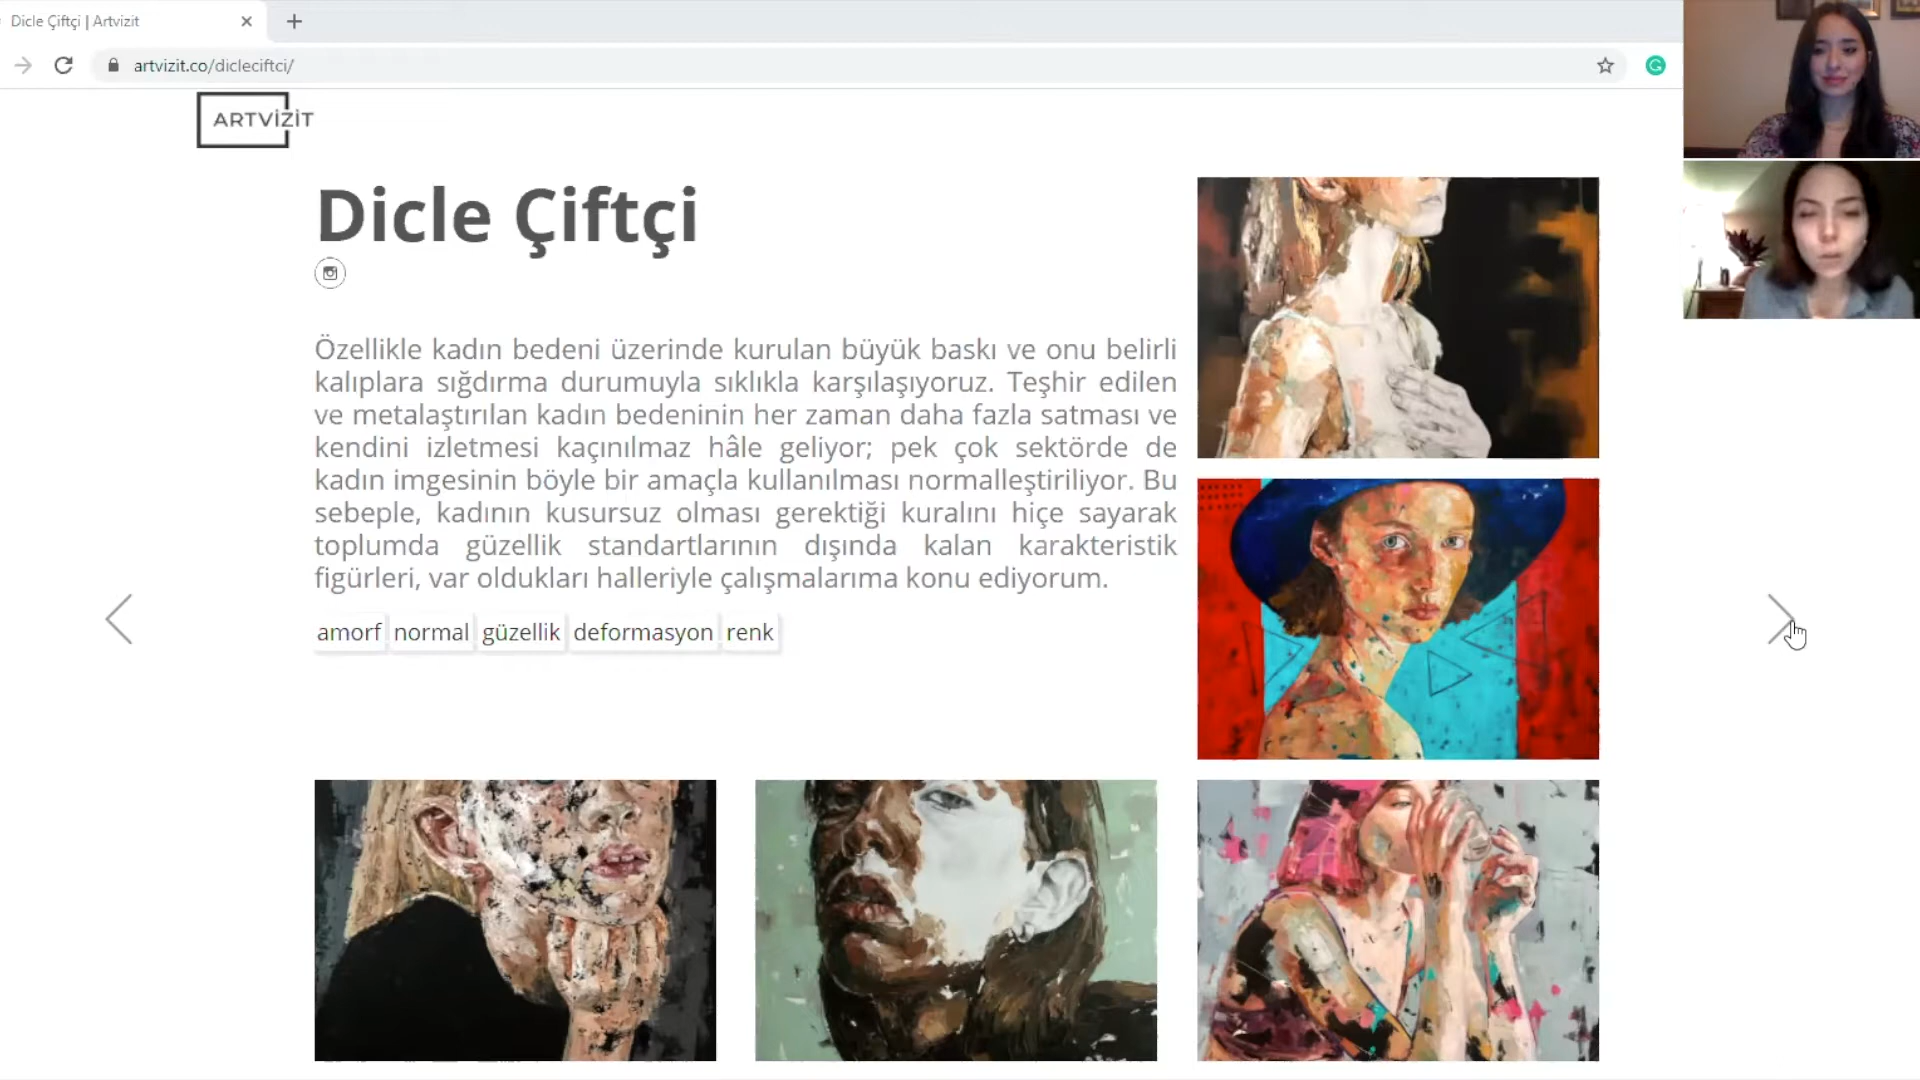 Dicle Çiftçi | Artvizit
artvizit.co/dicleciftci/
ARTVİZİT
Dicle Çiftçi
Özellikle kadın bedeni üzerinde kurulan büyük baskı ve onu belirli
kalıplara sığdırma durumuyla sıklıkla karşılaşıyoruz. Teşhir edilen
ve metalaştırılan kadın bedeninin her zaman daha fazla satması ve
kendini izletmesi kaçınılmaz hâle geliyor; pek çok sektörde de
kadın imgesinin böyle bir amaçla kullanılması normalleştiriliyor. Bu
sebeple, kadının kusursuz olması gerektiği kuralını hiçe sayarak
toplumda güzellik standartlarının dışında kalan karakteristik
figürleri, var oldukları halleriyle çalışmalarıma konu ediyorum.
amorf normal güzellik deformasyon renk